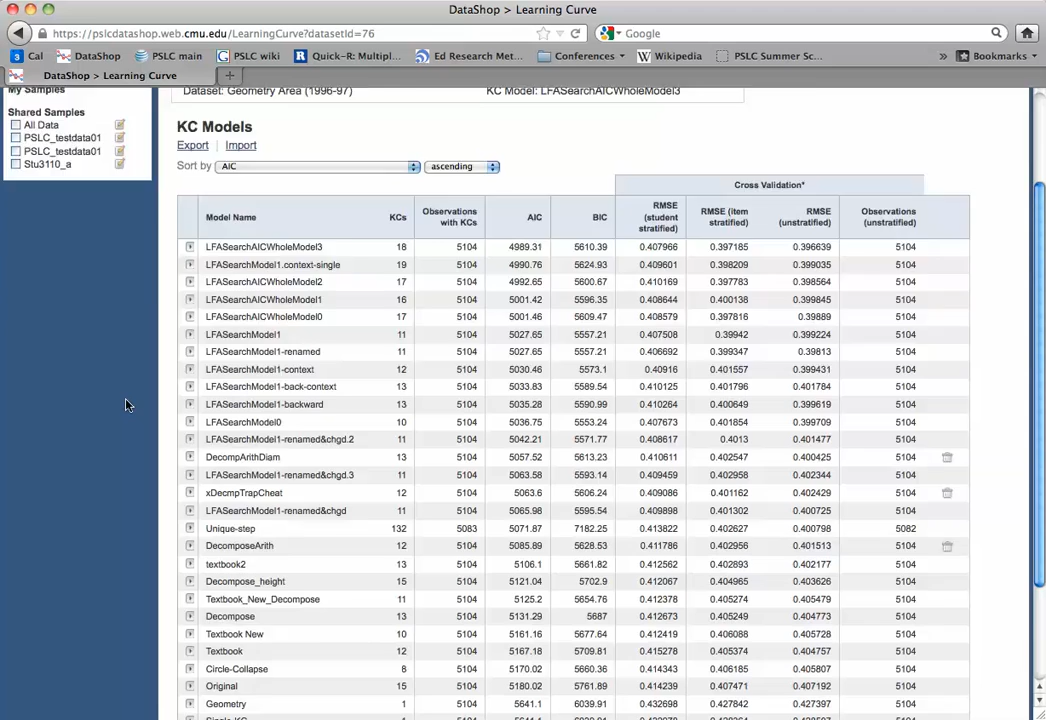 DataShop > Learning Curve
https://pslcdatashop.web.cmu.edu/LearningCurve?datasetId=76
Google
3 Cal DataShop PSLC main PSLC wiki Quick-R: Multipl... Ed Research Met... Conferences Wikipedia PSLC Summer Sc... » Bookmarks
DataShop > Learning Curve
My Samples
Shared Samples
All Data
PSLC_testdata01
PSLC_testdata01
Stu3110_a
Dataset: Geometry Area (1996-97) KC Model: LFASearchAICWholeModel3
KC Models
Export | Import
Sort by AIC ascending
Cross Validation*
Model Name KCs Observations with KCs AIC BIC RMSE (student stratified) RMSE (item stratified) RMSE (unstratified) Observations (unstratified)
LFASearchAICWholeModel3 18 5104 4989.31 5610.39 0.407966 0.397185 0.396639 5104
LFASearchModel1.context-single 19 5104 4990.76 5624.93 0.409601 0.398209 0.399035 5104
LFASearchAICWholeModel2 17 5104 4992.65 5600.67 0.410169 0.397783 0.398564 5104
LFASearchAICWholeModel1 16 5104 5001.42 5596.35 0.408644 0.400138 0.399845 5104
LFASearchAICWholeModel0 17 5104 5001.46 5609.47 0.408579 0.397816 0.39889 5104
LFASearchModel1 11 5104 5027.65 5557.21 0.407508 0.39942 0.399224 5104
LFASearchModel1-renamed 11 5104 5027.65 5557.21 0.406692 0.399347 0.39813 5104
LFASearchModel1-context 12 5104 5030.46 5573.1 0.40916 0.401557 0.399431 5104
LFASearchModel1-back-context 13 5104 5033.83 5589.54 0.410125 0.401796 0.401784 5104
LFASearchModel1-backward 13 5104 5035.28 5590.99 0.410264 0.400649 0.399619 5104
LFASearchModel0 10 5104 5036.75 5553.24 0.407673 0.401854 0.399709 5104
LFASearchModel1-renamed&chgd.2 11 5104 5042.21 5571.77 0.408617 0.4013 0.401477 5104
DecompArithDiam 13 5104 5057.52 5613.23 0.410611 0.402547 0.400425 5104
LFASearchModel1-renamed&chgd.3 11 5104 5063.58 5593.14 0.409459 0.402958 0.402344 5104
xDecmpTrapCheat 12 5104 5063.6 5606.24 0.409086 0.401162 0.402429 5104
LFASearchModel1-renamed&chgd 11 5104 5065.98 5595.54 0.409898 0.401302 0.400725 5104
Unique-step 132 5083 5071.87 7182.25 0.413822 0.402627 0.400798 5082
DecomposeArith 12 5104 5085.89 5628.53 0.411786 0.402956 0.401513 5104
textbook2 13 5104 5106.1 5661.82 0.412562 0.402893 0.402177 5104
Decompose_height 15 5104 5121.04 5702.9 0.412067 0.404965 0.403626 5104
Textbook_New_Decompose 11 5104 5125.2 5654.76 0.412378 0.405274 0.405479 5104
Decompose 13 5104 5131.29 5687 0.412673 0.405249 0.404773 5104
Textbook New 10 5104 5161.16 5677.64 0.412419 0.406088 0.405728 5104
Textbook 12 5104 5167.18 5709.81 0.415278 0.405374 0.404757 5104
Circle-Collapse 8 5104 5170.02 5660.36 0.414343 0.406185 0.405807 5104
Original 15 5104 5180.02 5761.89 0.414239 0.407471 0.407192 5104
Geometry 1 5104 5641.1 6039.91 0.432970 0.427842 0.427397 5104